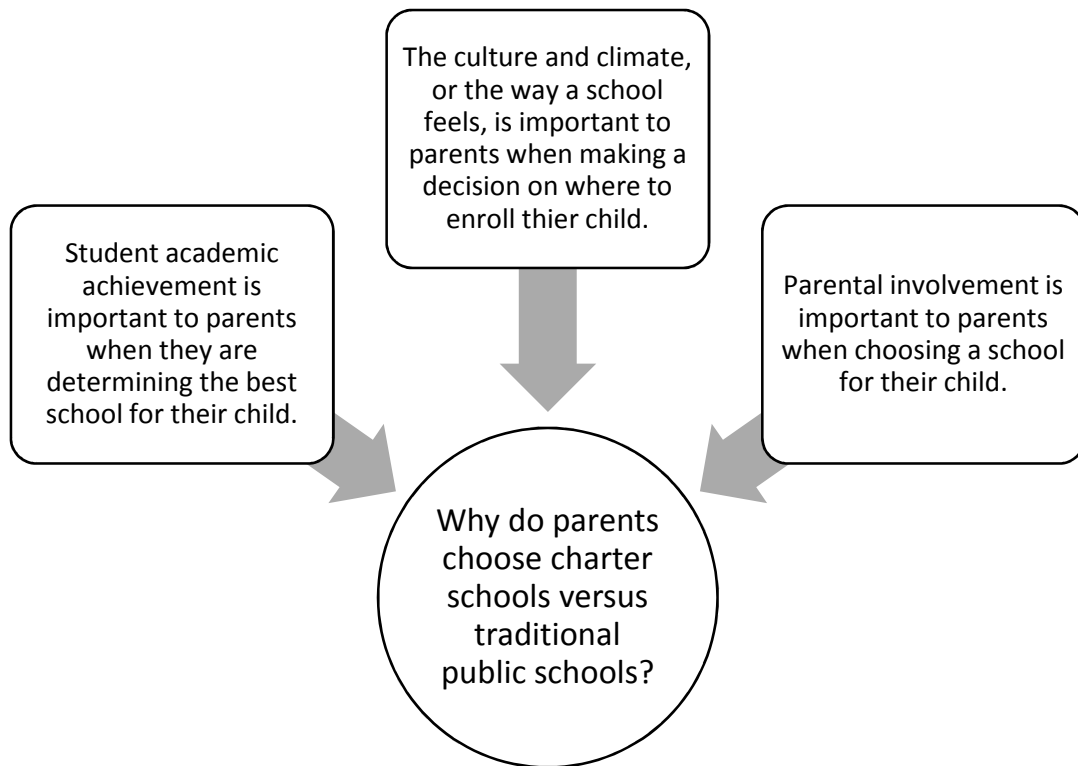 The culture and climate,
or the way a school
feels, is important to
parents when making a
decision on where to
enroll thier child.
Student academic
achievement is
important to parents
when they are
determining the best
school for their child.
Parental involvement is
important to parents
when choosing a school
for their child.
Why do parents
choose charter
schools versus
traditional
public schools?